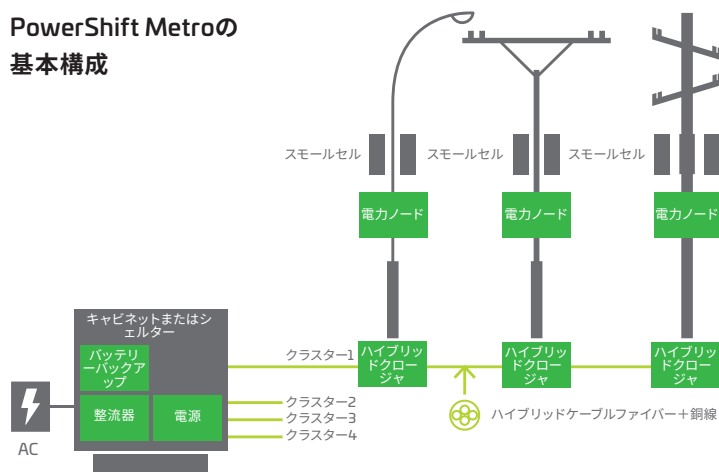 PowerShift Metroの
基本構成
スモールセル
スモールセル
スモールセル
電力ノード
電力ノード
電力ノード
キャビネットまたはシ
ェルター
バッテリ
ーバックア
ップ
整流器
電源
AC
クラスター1
クラスター2
クラスター3
クラスター4
ハイブリッ
ドクロー
ジャ
ハイブリッ
ドクロー
ジャ
ハイブリッ
ドクロー
ジャ
ハイブリッドケーブルファイバー+銅線